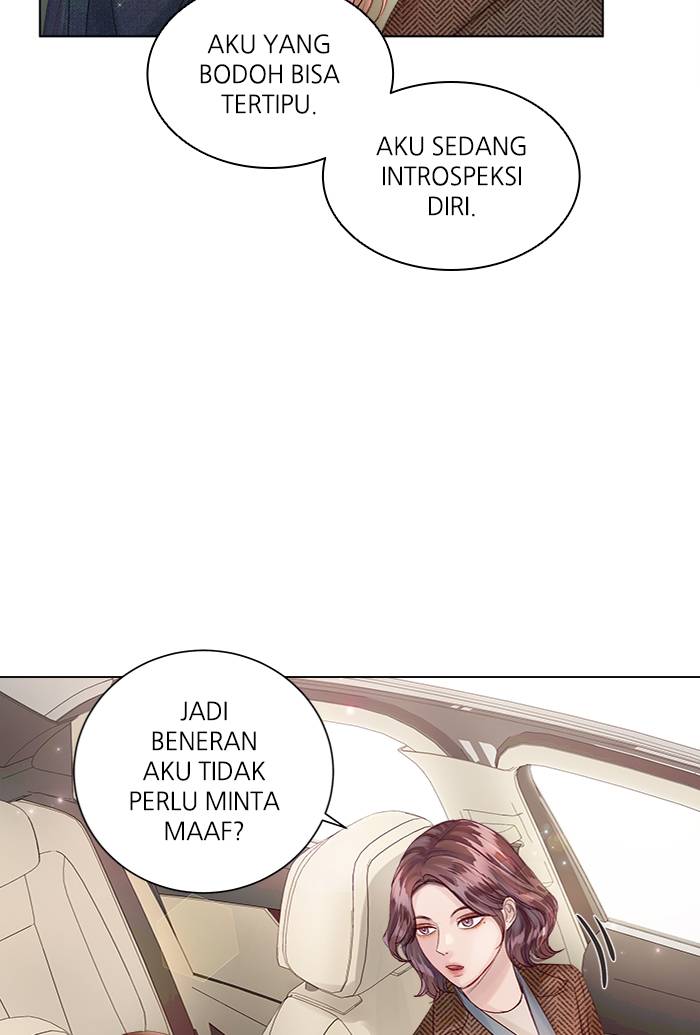 AKU YANG
BODOH BISA
TERTIPU.
AKU SEDANG
INTROSPEKSI
DIRI.
JADI
BENERAN
AKU TIDAK
PERLU MINTA
MAAF?